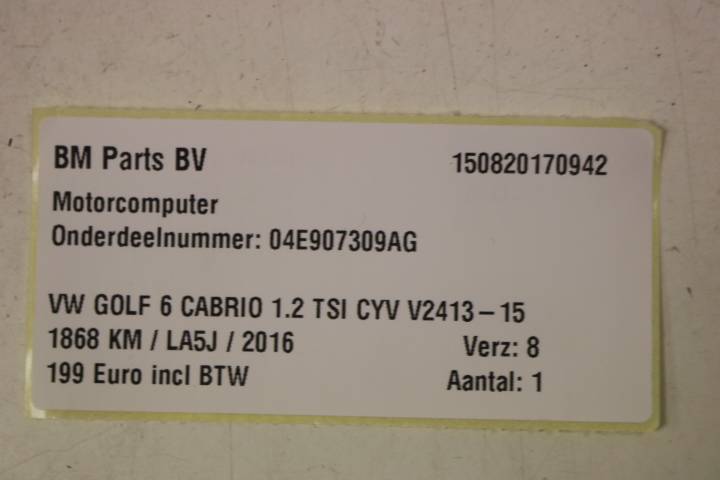 BM Parts BV 150820170942
Motorcomputer
Onderdeelnummer: 04E907309AG
VW GOLF 6 CABRIO 1.2 TSI CYV V2413-15
1868 KM / LA5J / 2016 Verz: 8
199 Euro incl BTW Aantal: 1